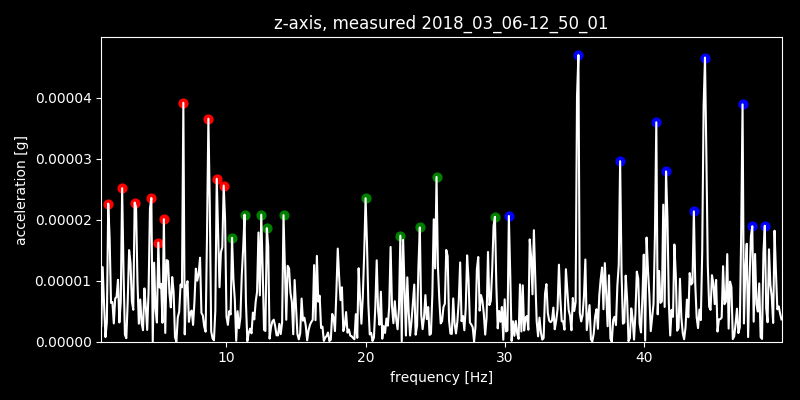 z-axis, measured 2018_03_06-12_50_01
acceleration [g]
0.00004
0.00003
0.00002
0.00001
0.00000
10 20 30 40
frequency [Hz]